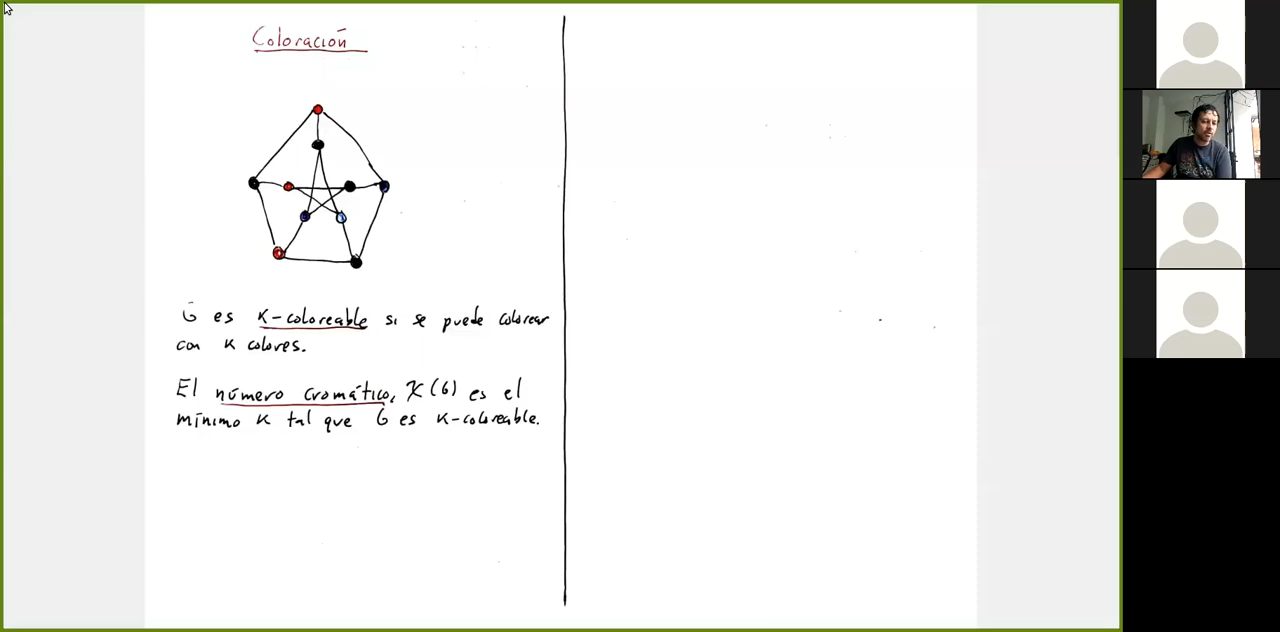 Coloración
G es K-coloreable si se puede colorear
con K colores.
El número cromático, χ(G) es el
mínimo K tal que G es K-coloreable.